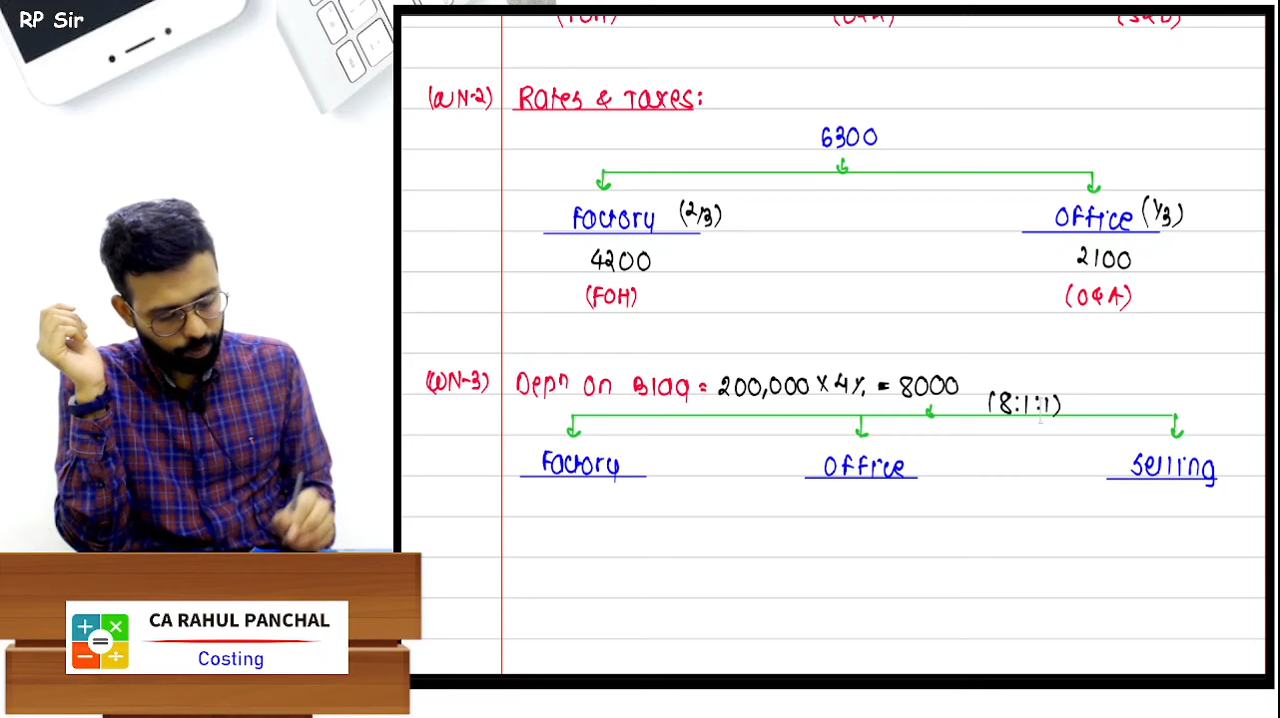 RP Sir
(FOH) (O&A) (S&D)
(WN-2) Rates & Taxes:
6300
Factory (2/3) Office (1/3)
4200 2100
(FOH) (O&A)
(WN-3) Depn on Bldg = 200,000 × 4% = 8000
(8:1:1)
Factory Office Selling
CA RAHUL PANCHAL
Costing